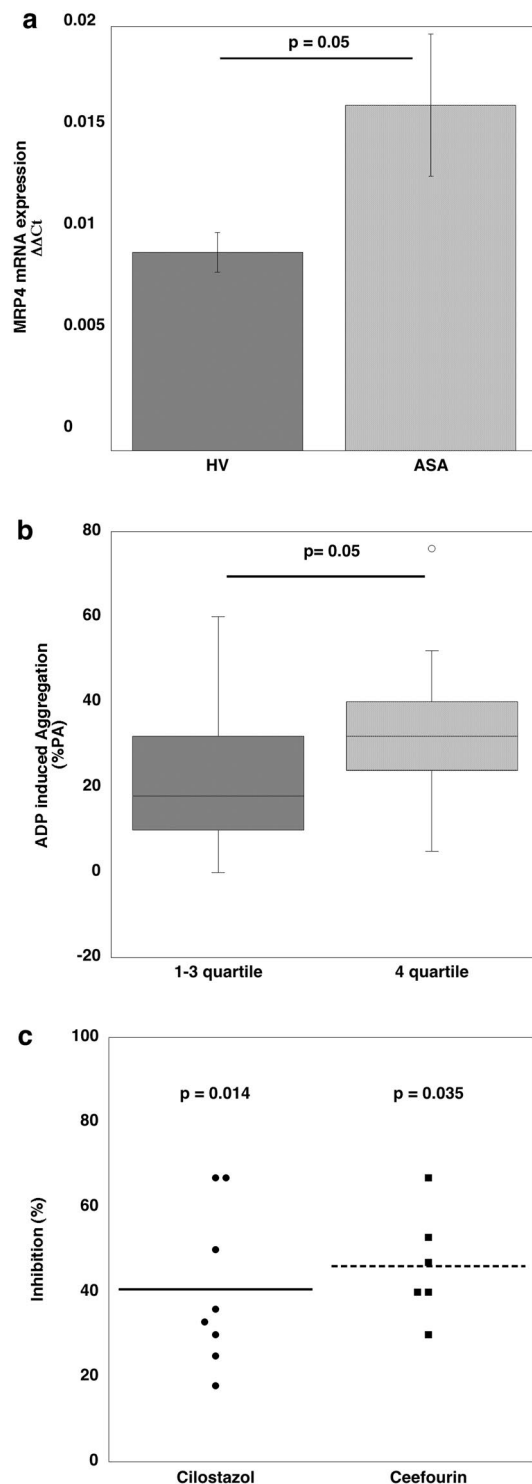 a
0.02
p = 0.05
0.015
0.01
0.005
0
MRP4 mRNA expression
ΔΔCt
HV ASA
b
80
p= 0.05
60
40
20
0
-20
ADP induced Aggregation
(%PA)
1-3 quartile 4 quartile
c
100
p = 0.014 p = 0.035
80
60
40
20
0
Inhibition (%)
Cilostazol Ceefourin